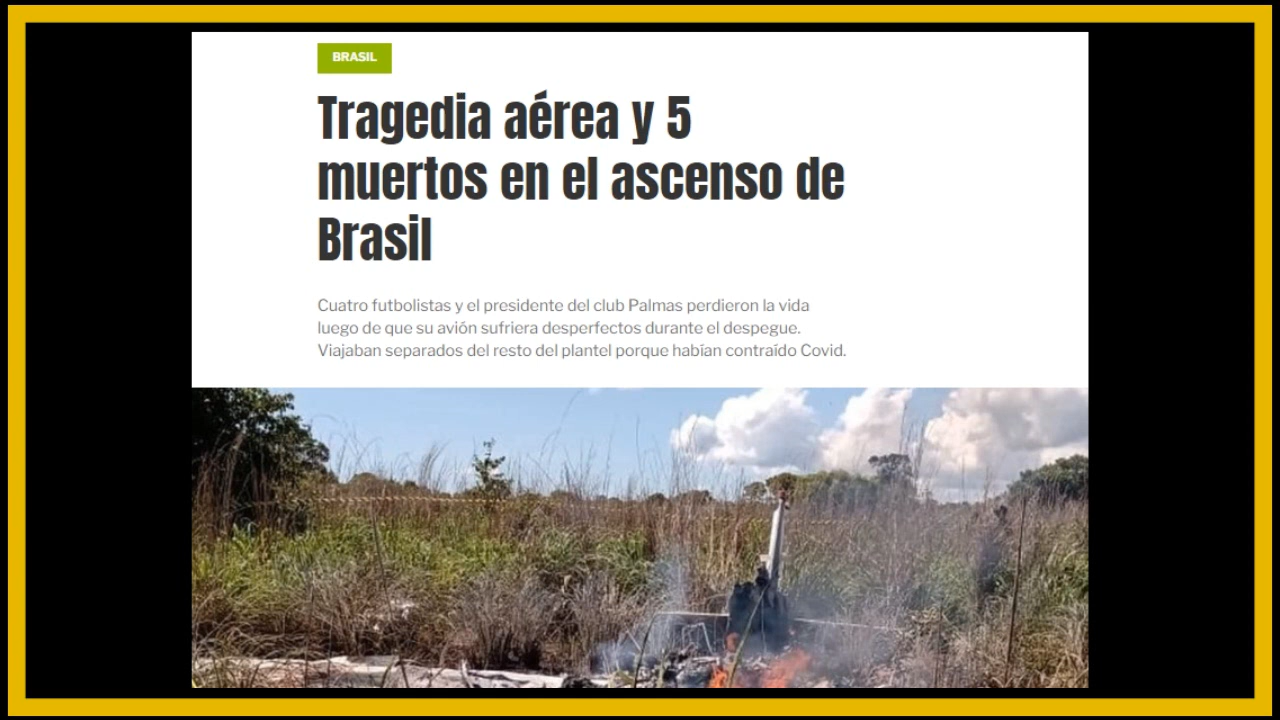 BRASIL
Tragedia aérea y 5
muertos en el ascenso de
Brasil
Cuatro futbolistas y el presidente del club Palmas perdieron la vida
luego de que su avión sufriera desperfectos durante el despegue.
Viajaban separados del resto del plantel porque habían contraído Covid.